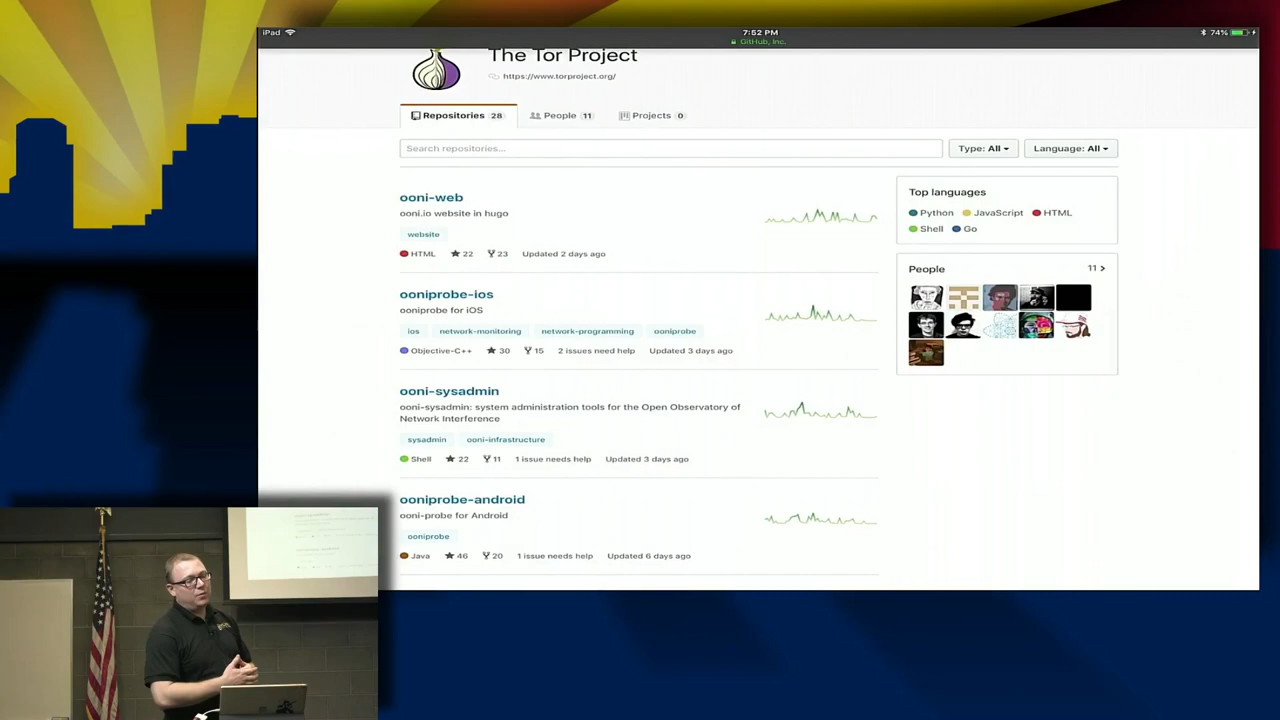 iPad
7:52 PM
74%
GitHub, Inc.
The Tor Project
https://www.torproject.org/
Repositories 28
People 11
Projects 0
Search repositories...
Type: All
Language: All
ooni-web
ooni.io website in hugo
website
HTML 22 23 Updated 2 days ago
ooniprobe-ios
ooniprobe for iOS
ios network-monitoring network-programming ooniprobe
Objective-C++ 30 15 2 issues need help Updated 3 days ago
ooni-sysadmin
ooni-sysadmin: system administration tools for the Open Observatory of
Network Interference
sysadmin ooni-infrastructure
Shell 22 11 1 issue needs help Updated 3 days ago
ooniprobe-android
ooni-probe for Android
ooniprobe
Java 46 20 1 issue needs help Updated 6 days ago
Top languages
Python JavaScript HTML
Shell Go
People 11